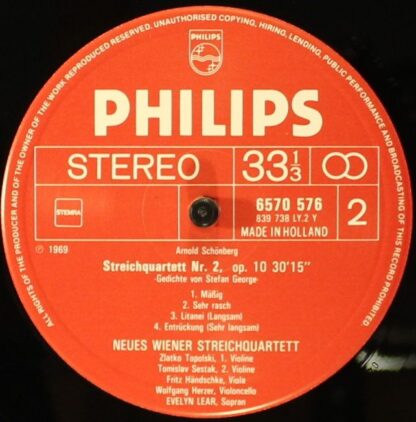 ALL RIGHTS OF THE PRODUCER AND OF THE OWNER OF THE WORK REPRODUCED RESERVED. UNAUTHORISED COPYING, HIRING, LENDING, PUBLIC PERFORMANCE AND BROADCASTING OF THIS RECORD PROHIBITED.
PHILIPS
PHILIPS
STEREO 33 1/3
STEMRA
6570 576
839 738 LY.2 Y
MADE IN HOLLAND
2
℗ 1969
Arnold Schönberg
Streichquartett Nr. 2, op. 10 30'15"
-Gedichte von Stefan George-
1. Mäßig
2. Sehr rasch
3. Litanei (Langsam)
4. Entrückung (Sehr langsam)
NEUES WIENER STREICHQUARTETT
Zlatko Topolski, 1. Violine
Tomislav Sestak, 2. Violine
Fritz Händschke, Viola
Wolfgang Herzer, Violoncello
EVELYN LEAR, Sopran